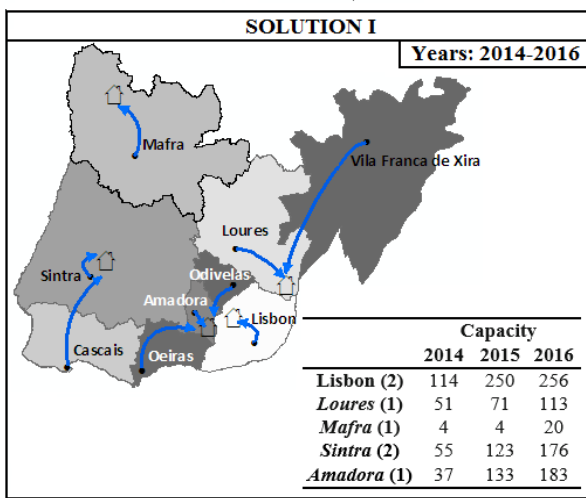 SOLUTION I
Years: 2014-2016
Mafra
Vila Franca de Xira
Loures
Sintra
Odivelas
Amadora
Lisbon
Cascais
Oeiras
Capacity
2014 2015 2016
Lisbon (2) 114 250 256
Loures (1) 51 71 113
Mafra (1) 4 4 20
Sintra (2) 55 123 176
Amadora (1) 37 133 183